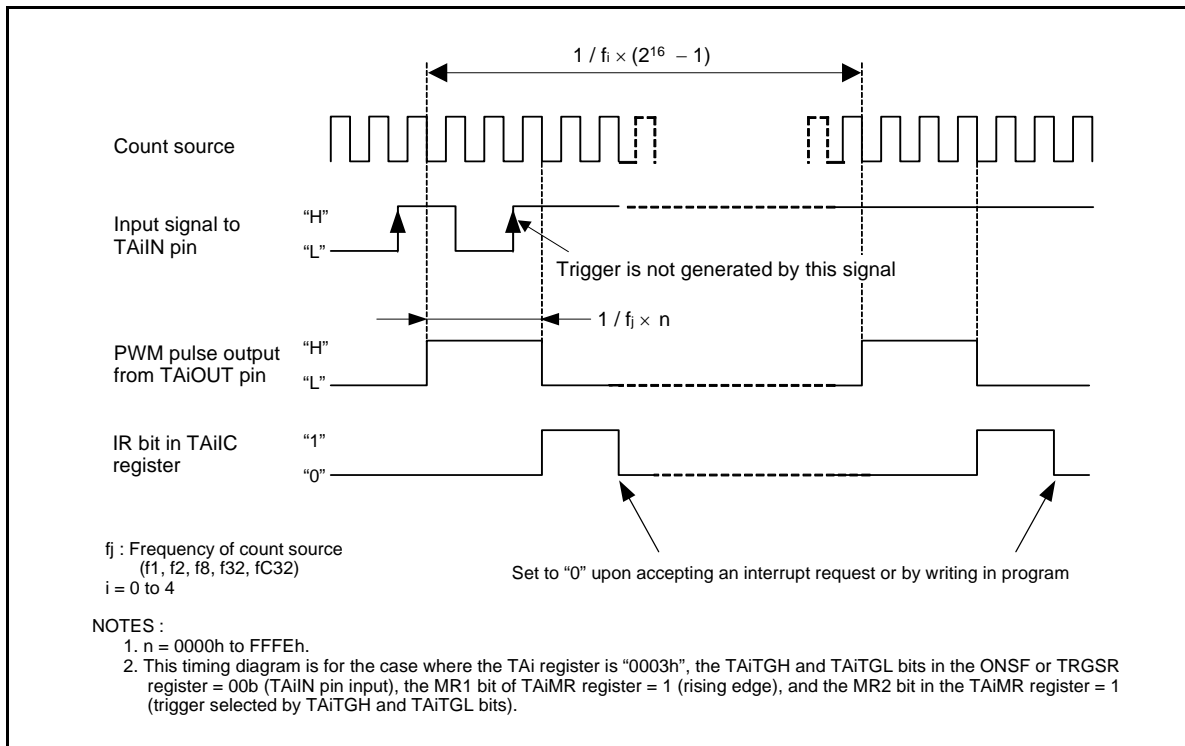 1 / fi × (2¹⁶ − 1)
Count source
Input signal to
TAiIN pin
“H”
“L”
Trigger is not generated by this signal
1 / fj × n
PWM pulse output
from TAiOUT pin
“H”
“L”
IR bit in TAiIC
register
“1”
“0”
fj : Frequency of count source
(f1, f2, f8, f32, fC32)
i = 0 to 4
Set to “0” upon accepting an interrupt request or by writing in program
NOTES :
1. n = 0000h to FFFEh.
2. This timing diagram is for the case where the TAi register is “0003h”, the TAiTGH and TAiTGL bits in the ONSF or TRGSR
register = 00b (TAiIN pin input), the MR1 bit of TAiMR register = 1 (rising edge), and the MR2 bit in the TAiMR register = 1
(trigger selected by TAiTGH and TAiTGL bits).